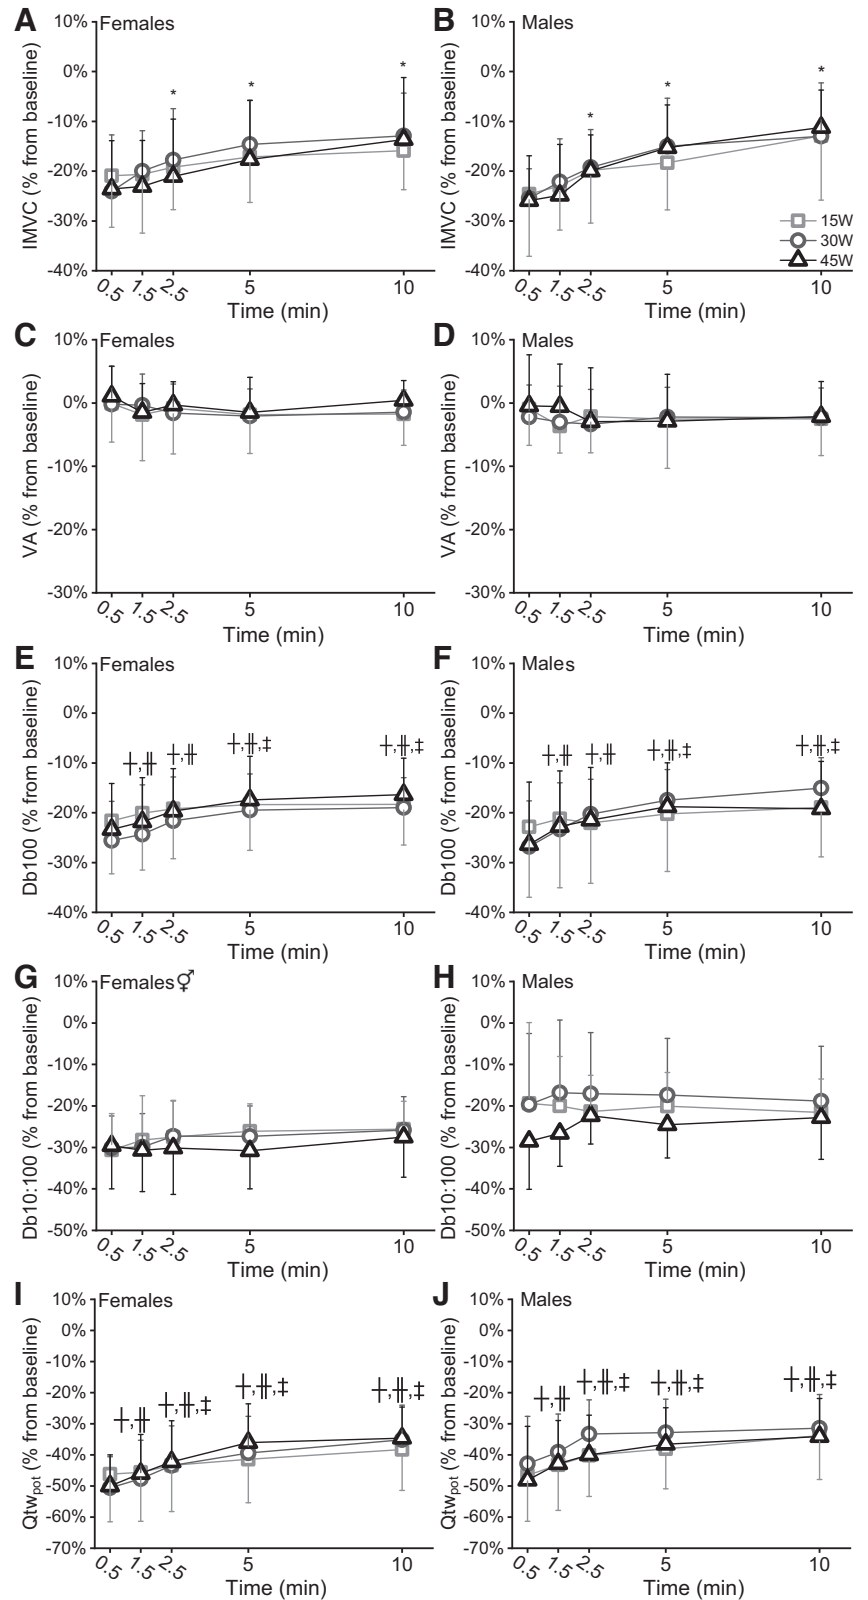 A Females
10%
0%
-10%
-20%
-30%
-40%
IMVC (% from baseline)
* * *
0.5 1.5 2.5 5 10
Time (min)
B Males
10%
0%
-10%
-20%
-30%
-40%
IMVC (% from baseline)
* * *
15W
30W
45W
0.5 1.5 2.5 5 10
Time (min)
C Females
10%
0%
-10%
-20%
-30%
VA (% from baseline)
0.5 1.5 2.5 5 10
Time (min)
D Males
10%
0%
-10%
-20%
-30%
VA (% from baseline)
0.5 1.5 2.5 5 10
Time (min)
E Females
10%
0%
-10%
-20%
-30%
-40%
Db100 (% from baseline)
┼,╫ ┼,╫ ┼,╫,‡ ┼,╫,‡
0.5 1.5 2.5 5 10
Time (min)
F Males
10%
0%
-10%
-20%
-30%
-40%
Db100 (% from baseline)
┼,╫ ┼,╫ ┼,╫,‡ ┼,╫,‡
0.5 1.5 2.5 5 10
Time (min)
G Females⚥
10%
0%
-10%
-20%
-30%
-40%
-50%
Db10:100 (% from baseline)
0.5 1.5 2.5 5 10
Time (min)
H Males
10%
0%
-10%
-20%
-30%
-40%
-50%
Db10:100 (% from baseline)
0.5 1.5 2.5 5 10
Time (min)
I Females
10%
0%
-10%
-20%
-30%
-40%
-50%
-60%
-70%
Qtwpot (% from baseline)
┼,╫ ┼,╫,‡ ┼,╫,‡ ┼,╫,‡
0.5 1.5 2.5 5 10
Time (min)
J Males
10%
0%
-10%
-20%
-30%
-40%
-50%
-60%
-70%
Qtwpot (% from baseline)
┼,╫ ┼,╫,‡ ┼,╫,‡ ┼,╫,‡
0.5 1.5 2.5 5 10
Time (min)